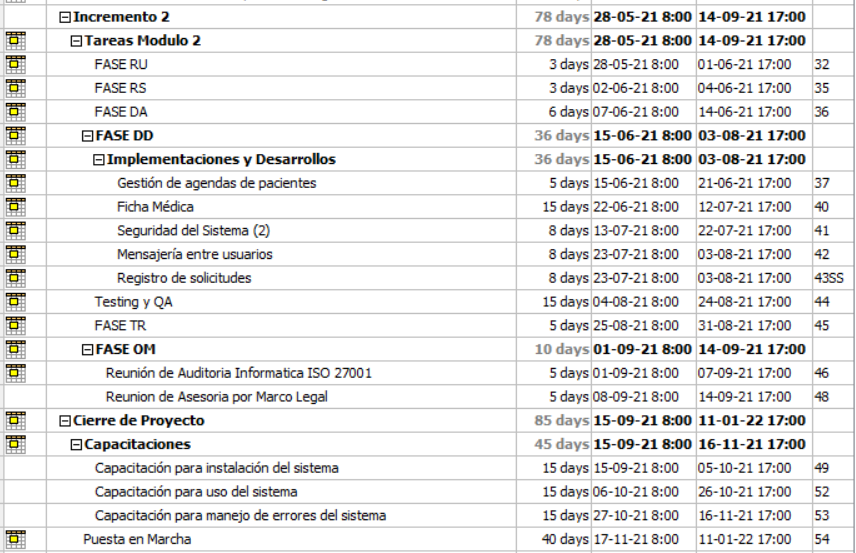 Incremento 2 78 days 28-05-21 8:00 14-09-21 17:00
Tareas Modulo 2 78 days 28-05-21 8:00 14-09-21 17:00
FASE RU 3 days 28-05-21 8:00 01-06-21 17:00 32
FASE RS 3 days 02-06-21 8:00 04-06-21 17:00 35
FASE DA 6 days 07-06-21 8:00 14-06-21 17:00 36
FASE DD 36 days 15-06-21 8:00 03-08-21 17:00
Implementaciones y Desarrollos 36 days 15-06-21 8:00 03-08-21 17:00
Gestión de agendas de pacientes 5 days 15-06-21 8:00 21-06-21 17:00 37
Ficha Médica 15 days 22-06-21 8:00 12-07-21 17:00 40
Seguridad del Sistema (2) 8 days 13-07-21 8:00 22-07-21 17:00 41
Mensajería entre usuarios 8 days 23-07-21 8:00 03-08-21 17:00 42
Registro de solicitudes 8 days 23-07-21 8:00 03-08-21 17:00 43SS
Testing y QA 15 days 04-08-21 8:00 24-08-21 17:00 44
FASE TR 5 days 25-08-21 8:00 31-08-21 17:00 45
FASE OM 10 days 01-09-21 8:00 14-09-21 17:00
Reunión de Auditoria Informatica ISO 27001 5 days 01-09-21 8:00 07-09-21 17:00 46
Reunion de Asesoria por Marco Legal 5 days 08-09-21 8:00 14-09-21 17:00 48
Cierre de Proyecto 85 days 15-09-21 8:00 11-01-22 17:00
Capacitaciones 45 days 15-09-21 8:00 16-11-21 17:00
Capacitación para instalación del sistema 15 days 15-09-21 8:00 05-10-21 17:00 49
Capacitación para uso del sistema 15 days 06-10-21 8:00 26-10-21 17:00 52
Capacitación para manejo de errores del sistema 15 days 27-10-21 8:00 16-11-21 17:00 53
Puesta en Marcha 40 days 17-11-21 8:00 11-01-22 17:00 54